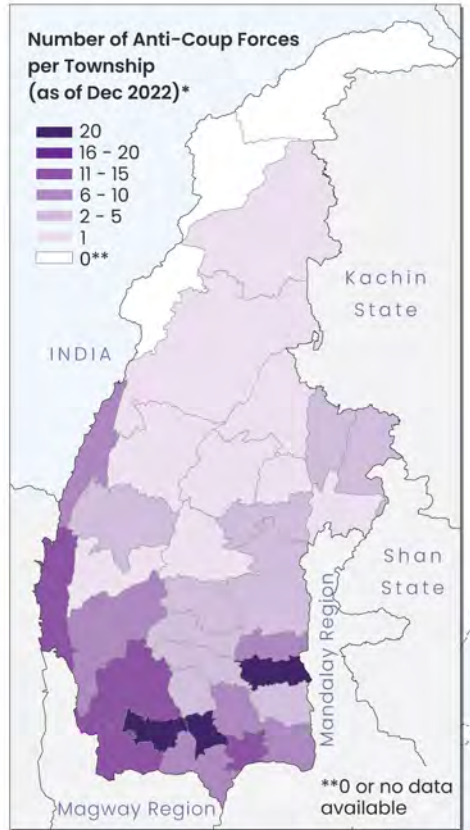 Number of Anti-Coup Forces
per Township
(as of Dec 2022)*
20
16 - 20
11 - 15
6 - 10
2 - 5
1
0**
Kachin
State
INDIA
Shan
State
Mandalay Region
**0 or no data
available
Magway Region